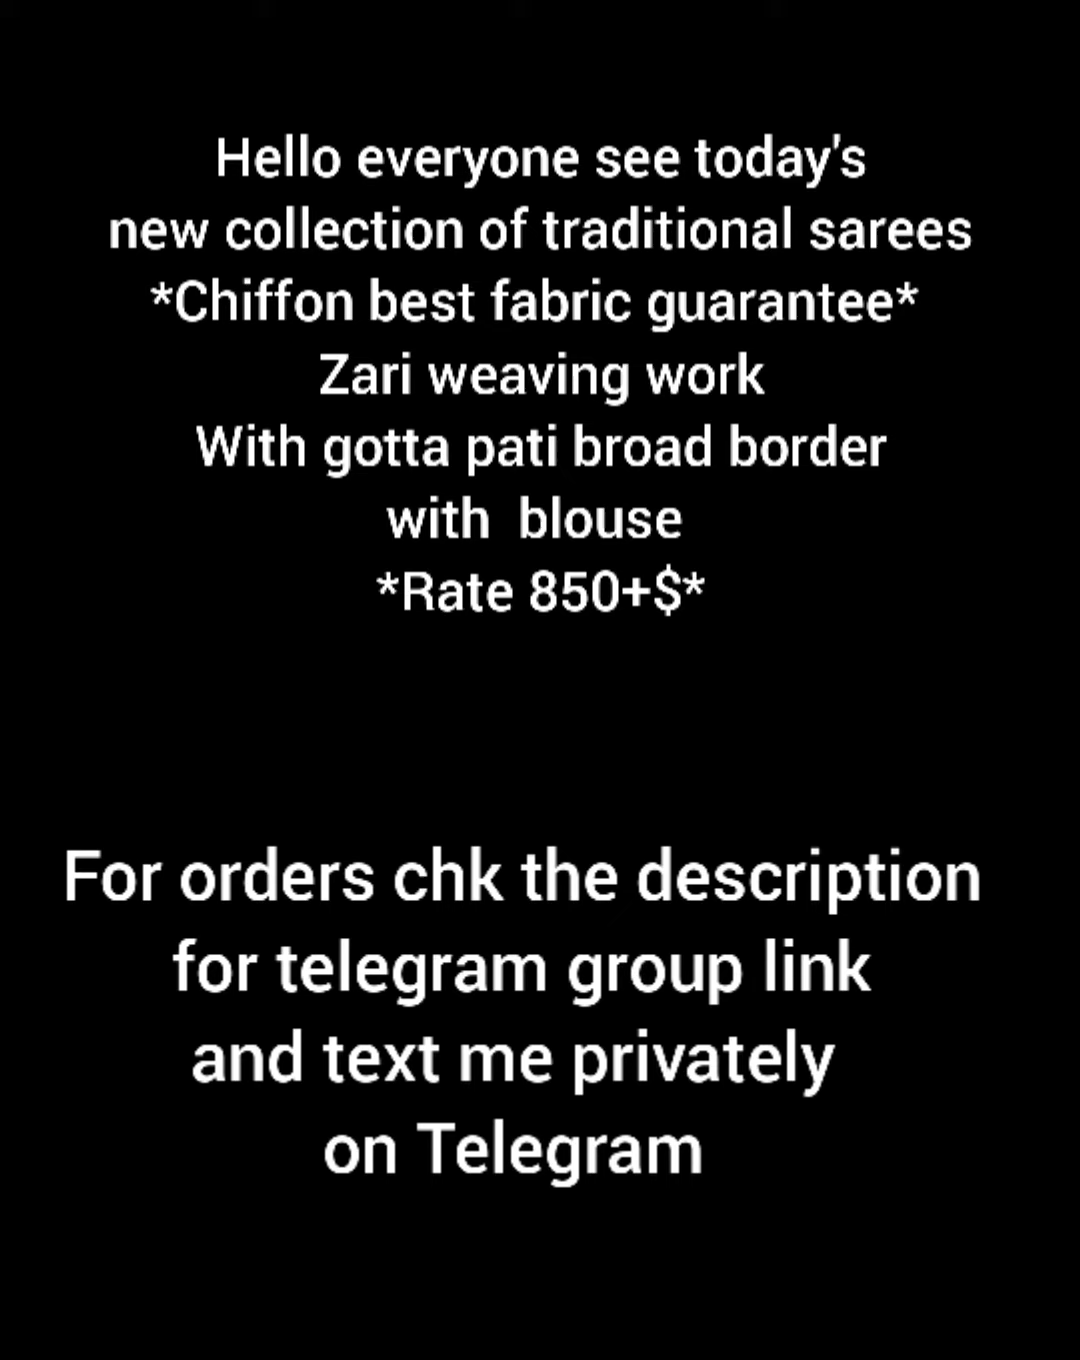 Hello everyone see today's
new collection of traditional sarees
*Chiffon best fabric guarantee*
Zari weaving work
With gotta pati broad border
with  blouse
*Rate 850+$*
For orders chk the description
for telegram group link
and text me privately
on Telegram